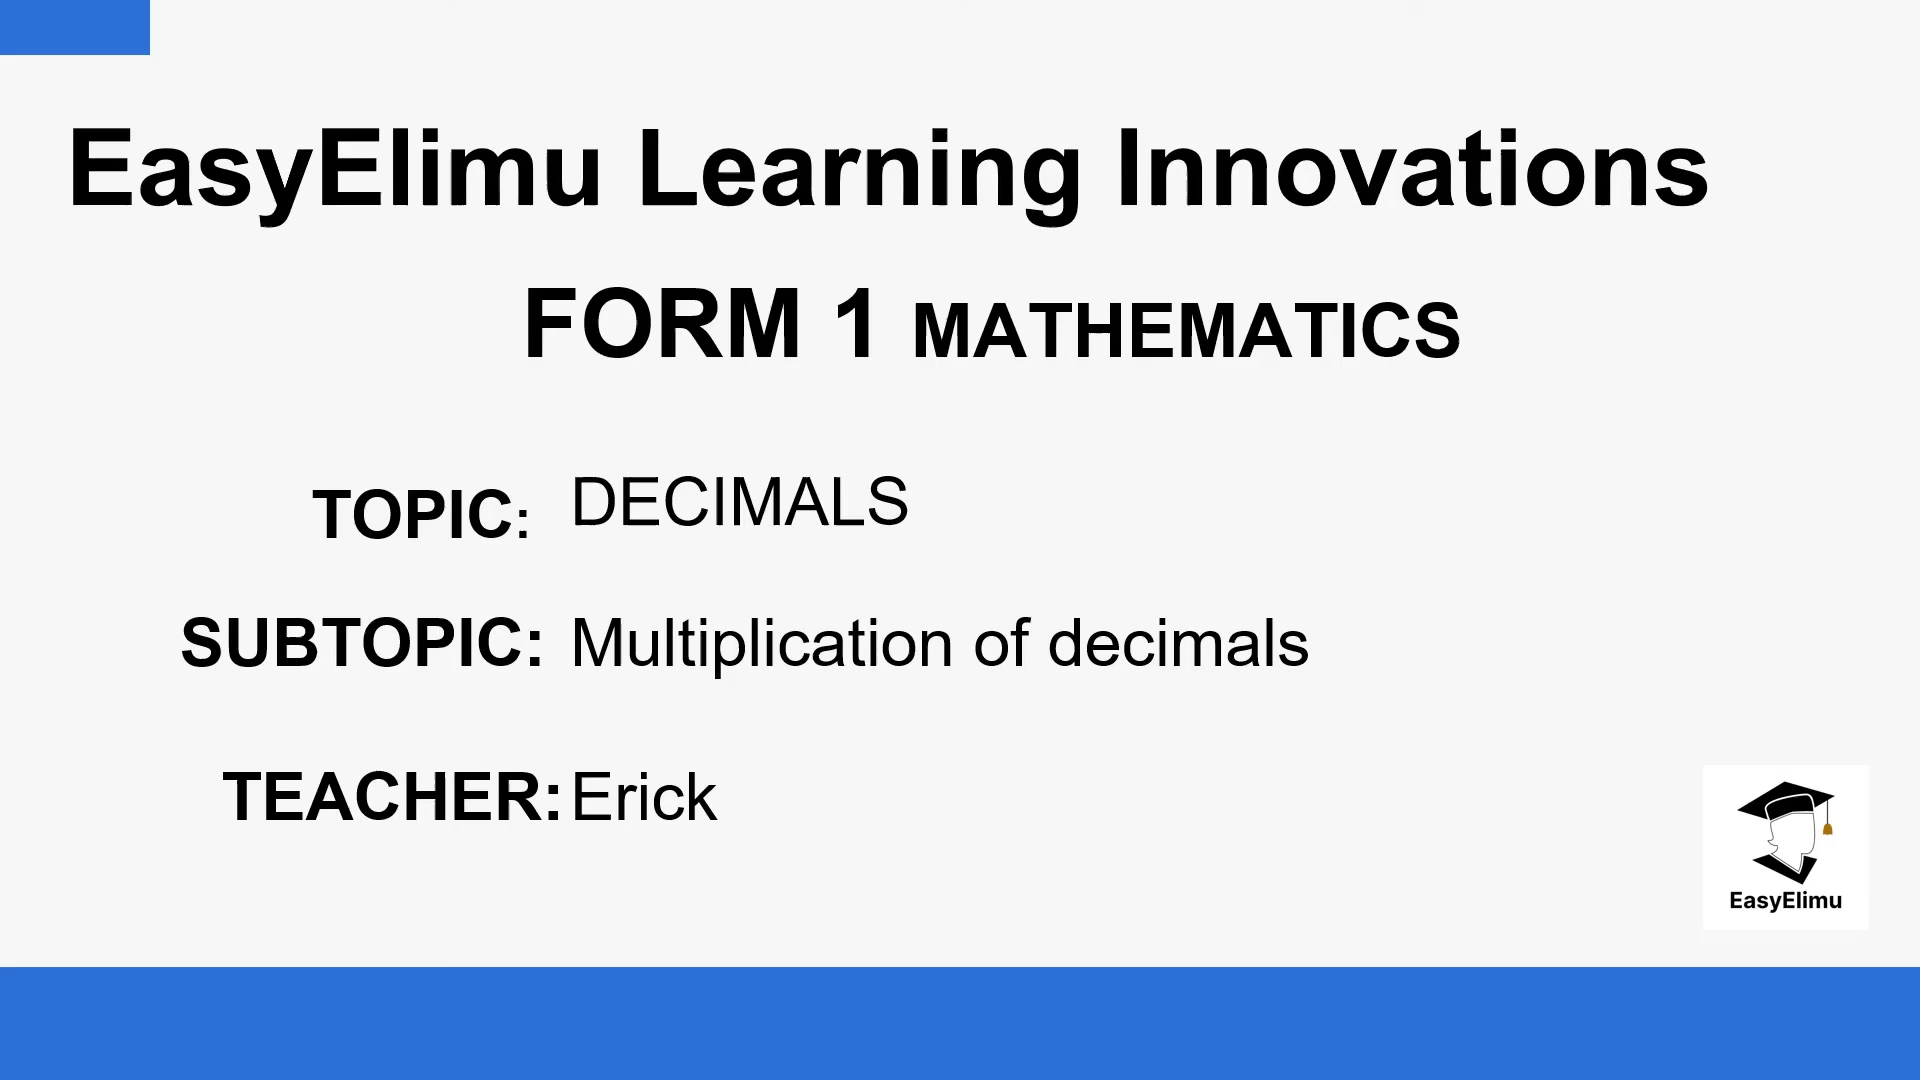 EasyElimu Learning Innovations
FORM 1 MATHEMATICS
TOPIC: DECIMALS
SUBTOPIC: Multiplication of decimals
TEACHER: Erick
EasyElimu